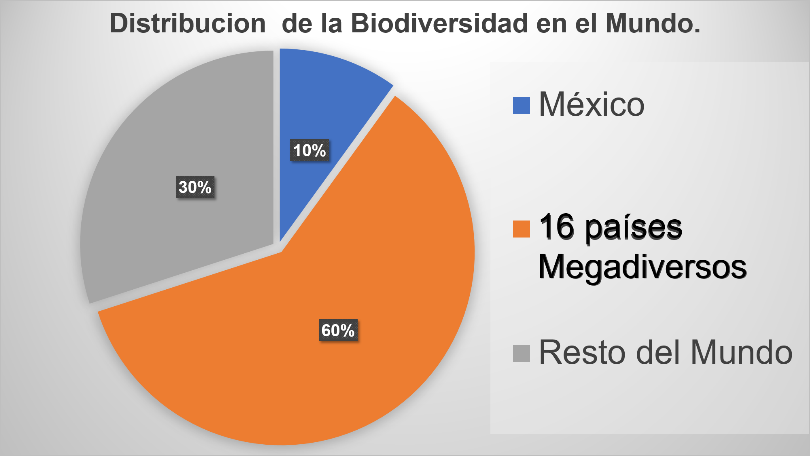 Distribucion  de la Biodiversidad en el Mundo.
México
10%
30%
16 países
Megadiversos
60%
Resto del Mundo